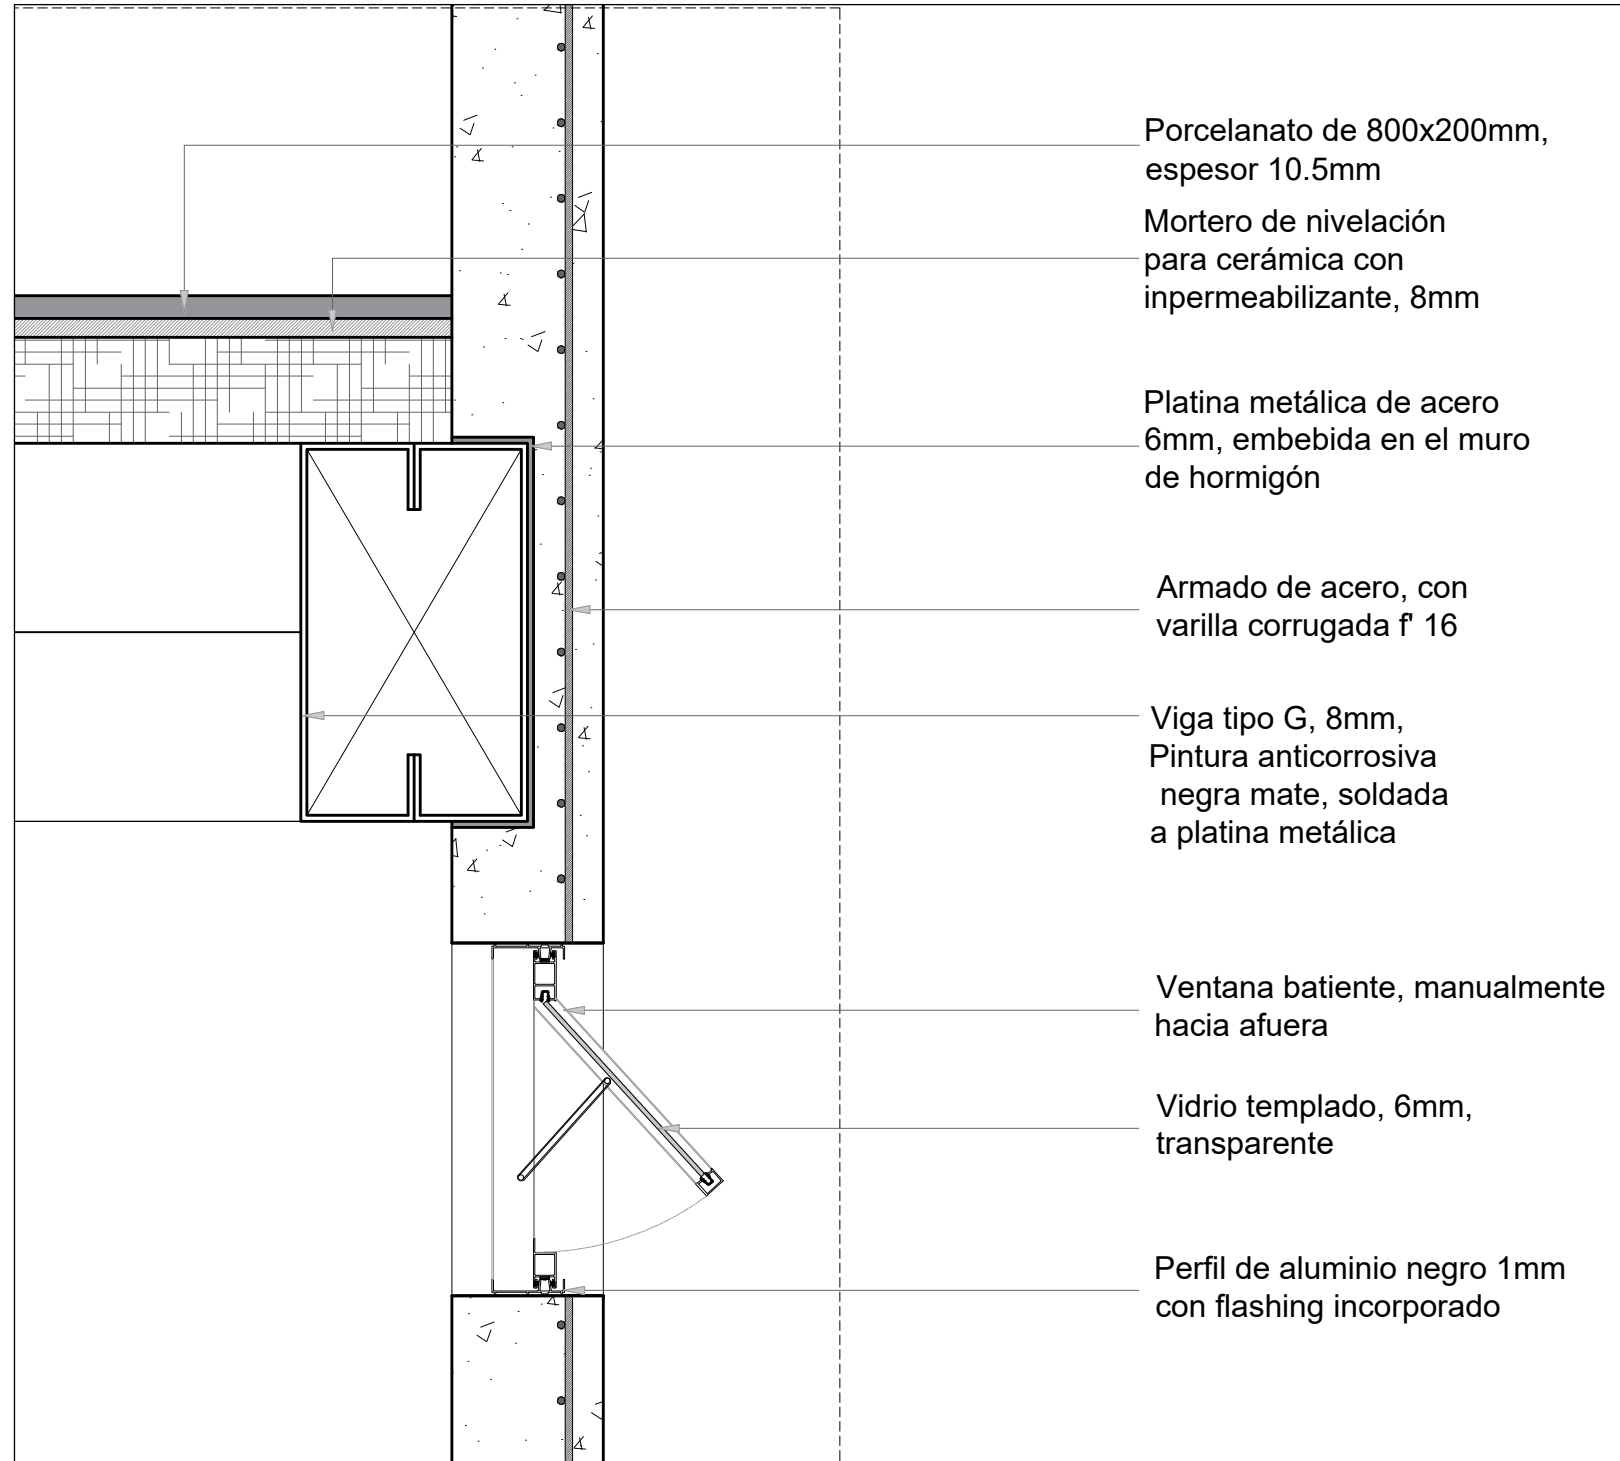 Porcelanato de 800x200mm,
espesor 10.5mm
Mortero de nivelación
para cerámica con
inpermeabilizante, 8mm
Platina metálica de acero
6mm, embebida en el muro
de hormigón
Armado de acero, con
varilla corrugada f' 16
Viga tipo G, 8mm,
Pintura anticorrosiva
negra mate, soldada
a platina metálica
Ventana batiente, manualmente
hacia afuera
Vidrio templado, 6mm,
transparente
Perfil de aluminio negro 1mm
con flashing incorporado